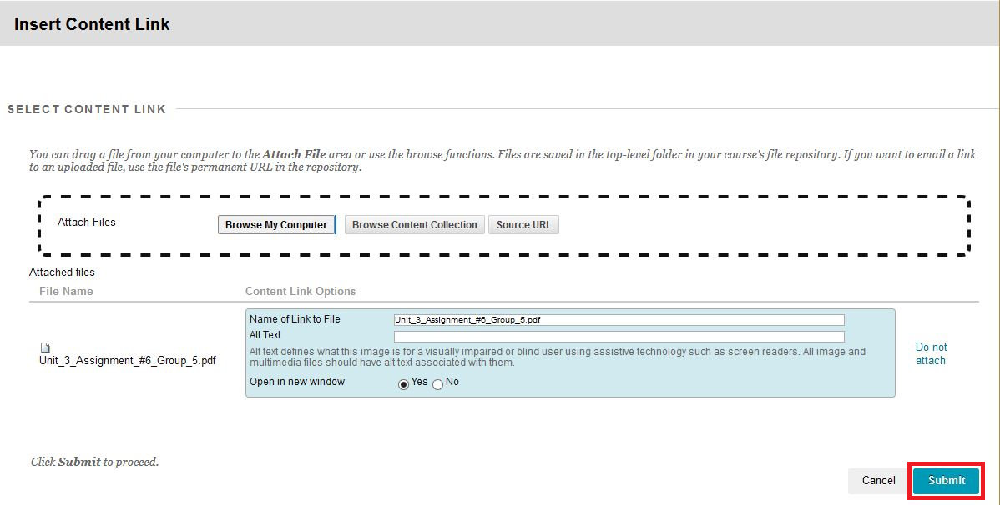 Insert Content Link
SELECT CONTENT LINK
You can drag a file from your computer to the Attach File area or use the browse functions. Files are saved in the top-level folder in your course's file repository. If you want to email a link
to an uploaded file, use the file's permanent URL in the repository.
Attach Files
Browse My Computer
Browse Content Collection
Source URL
Attached files
File Name
Content Link Options
Unit_3_Assignment_#6_Group_5.pdf
Name of Link to File
Unit_3_Assignment_#6_Group_5.pdf
Alt Text
Alt text defines what this image is for a visually impaired or blind user using assistive technology such as screen readers. All image and
multimedia files should have alt text associated with them.
Open in new window
Yes
No
Do not
attach
Click Submit to proceed.
Cancel
Submit